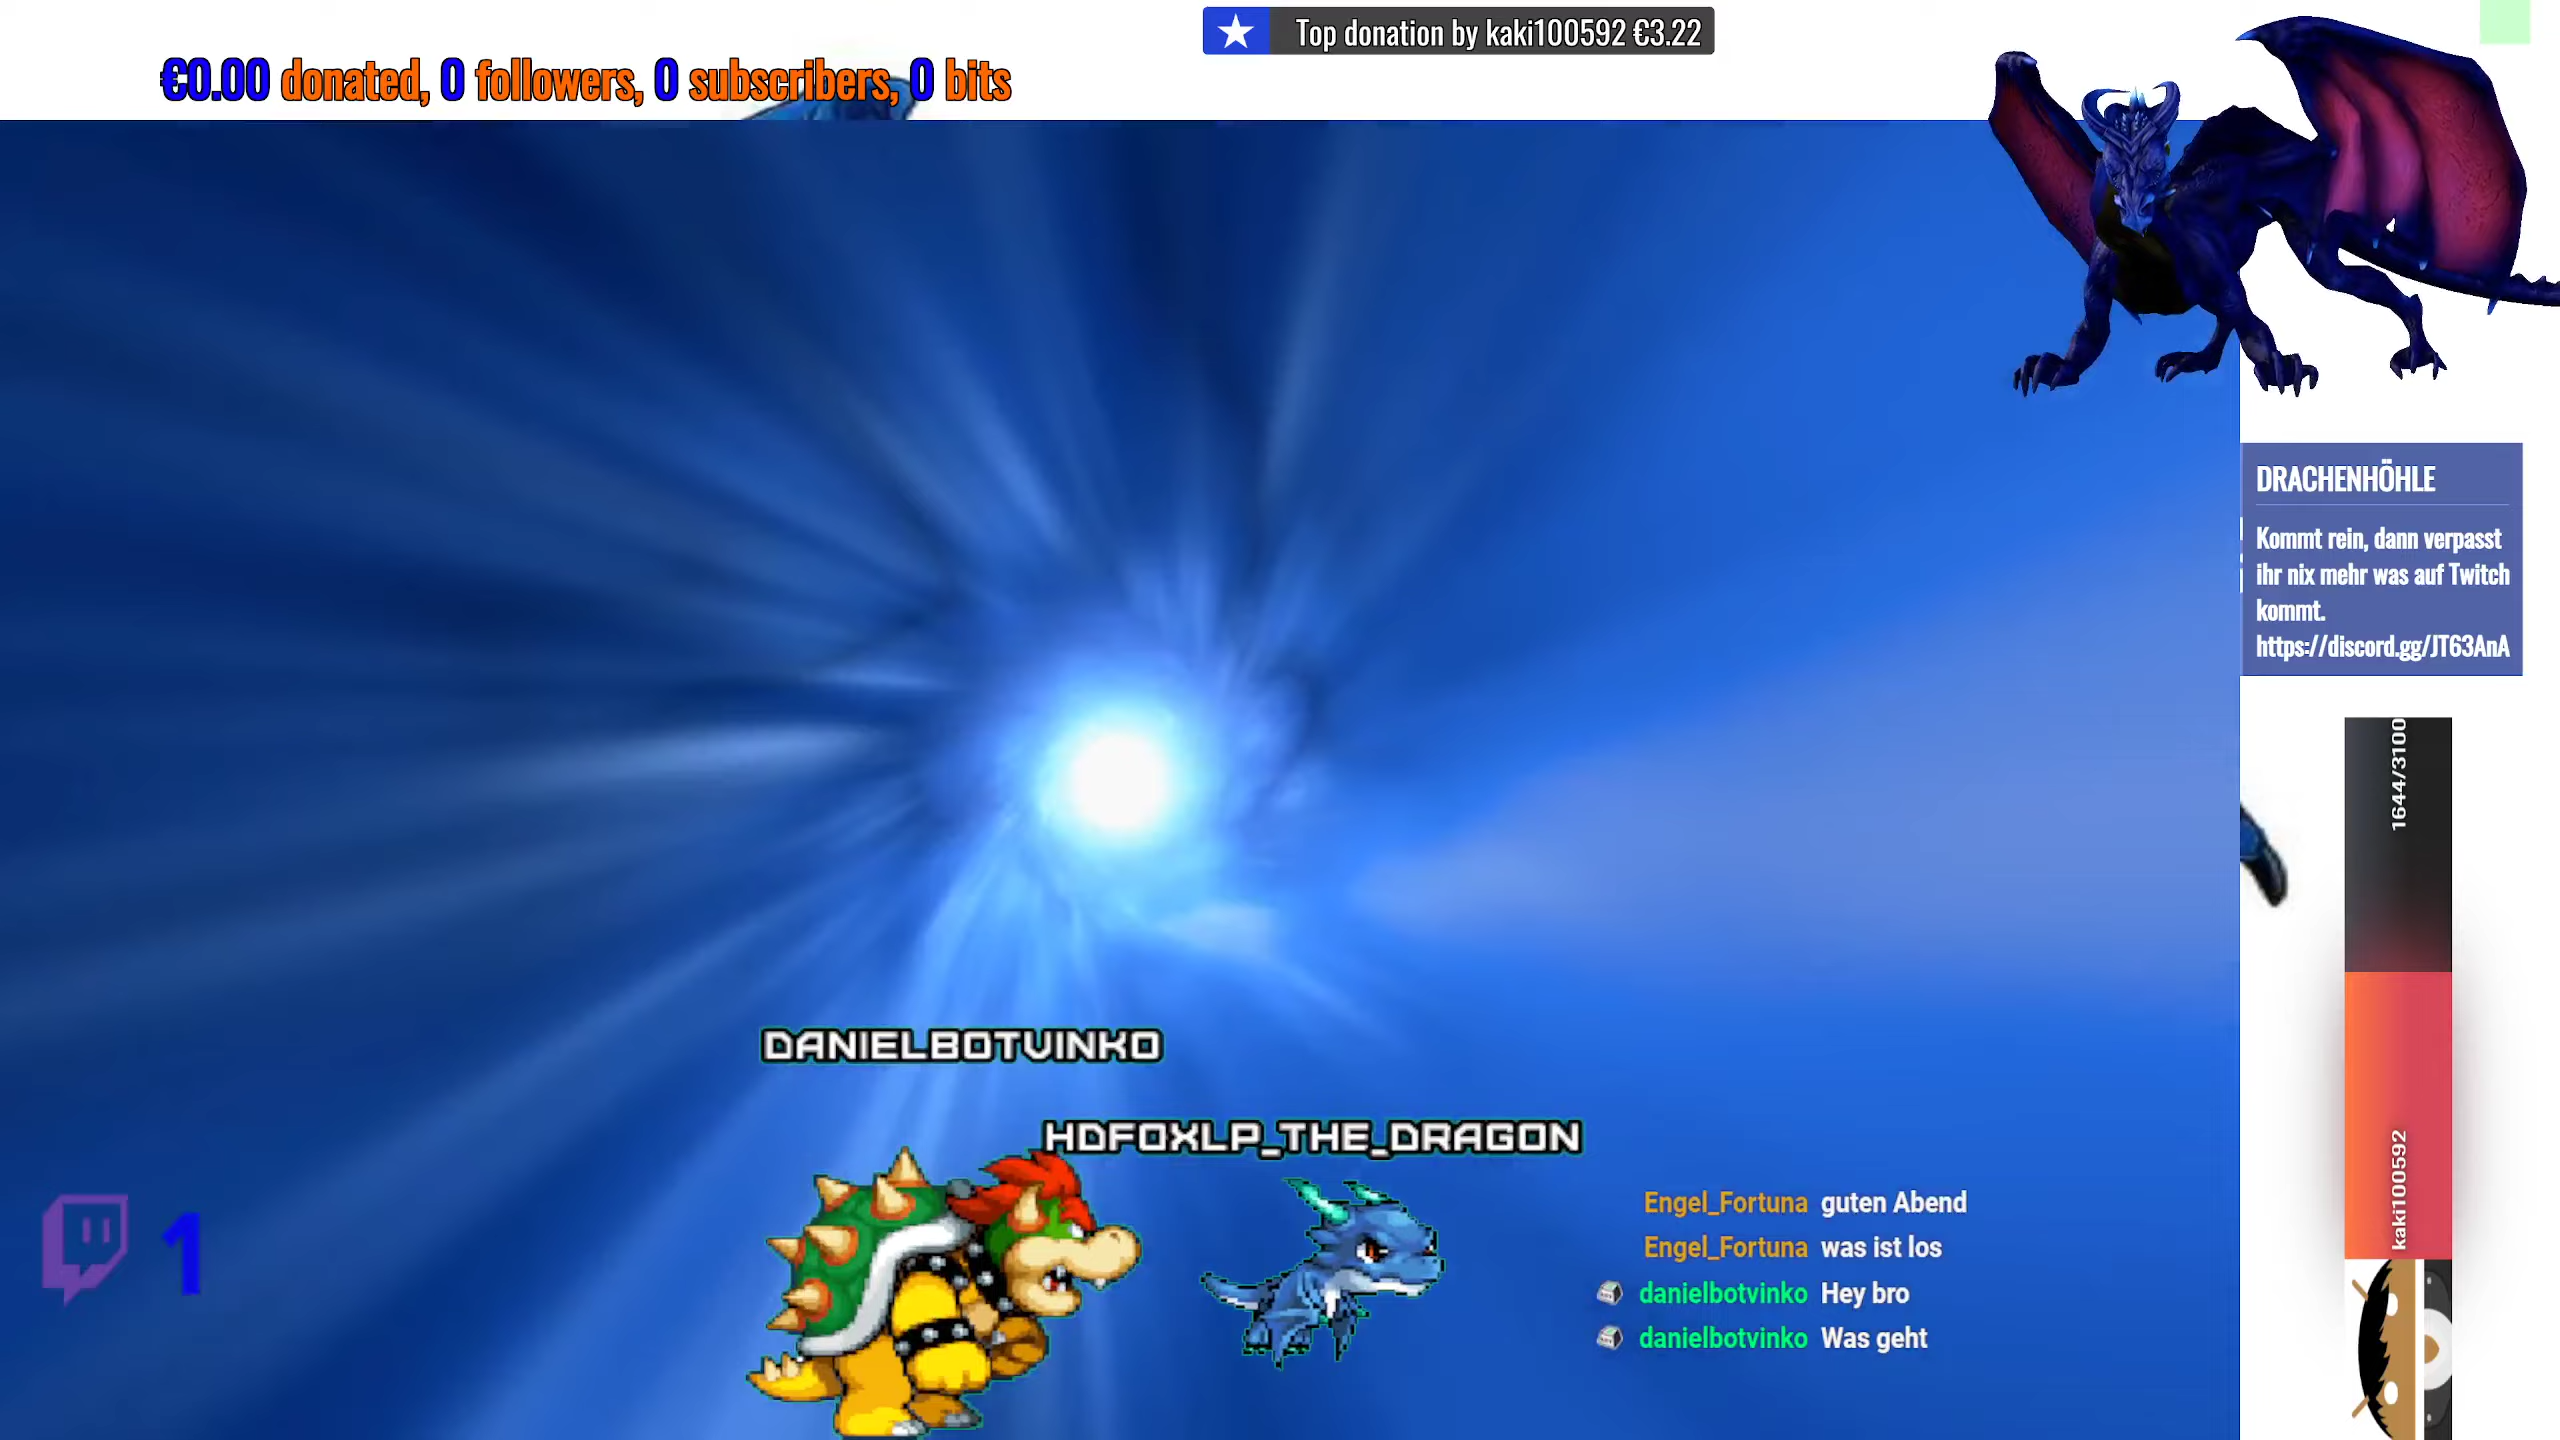 Top donation by kaki100592 €3.22
€0.00 donated, 0 followers, 0 subscribers, 0 bits
DRACHENHÖHLE
Kommt rein, dann verpasst
ihr nix mehr was auf Twitch
kommt.
https://discord.gg/JT63AnA
1644/3100
kaki100592
DANIELBOTVINKO
HDFOXLP_THE_DRAGON
1
Engel_Fortuna guten Abend
Engel_Fortuna was ist los
danielbotvinko Hey bro
danielbotvinko Was geht